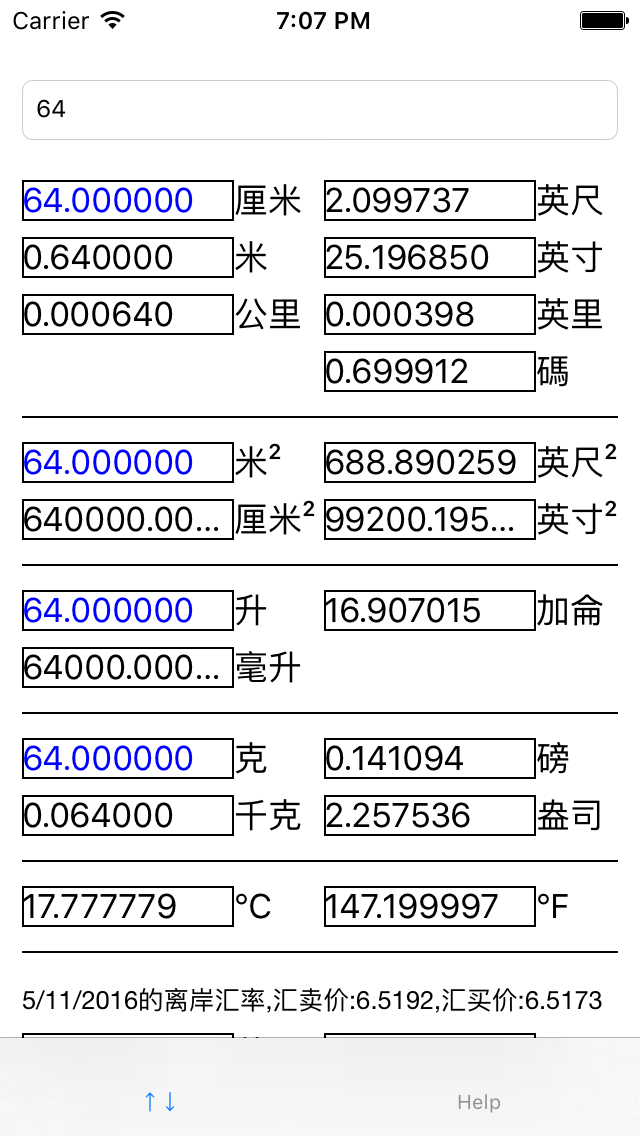 Carrier 7:07 PM
64
64.000000 厘米 2.099737 英尺
0.640000 米 25.196850 英寸
0.000640 公里 0.000398 英里
0.699912 碼
64.000000 米² 688.890259 英尺²
640000.00... 厘米² 99200.195... 英寸²
64.000000 升 16.907015 加侖
64000.000... 毫升
64.000000 克 0.141094 磅
0.064000 千克 2.257536 盎司
17.777779 °C 147.199997 °F
5/11/2016的离岸汇率,汇卖价:6.5192,汇买价:6.5173
↑↓ Help